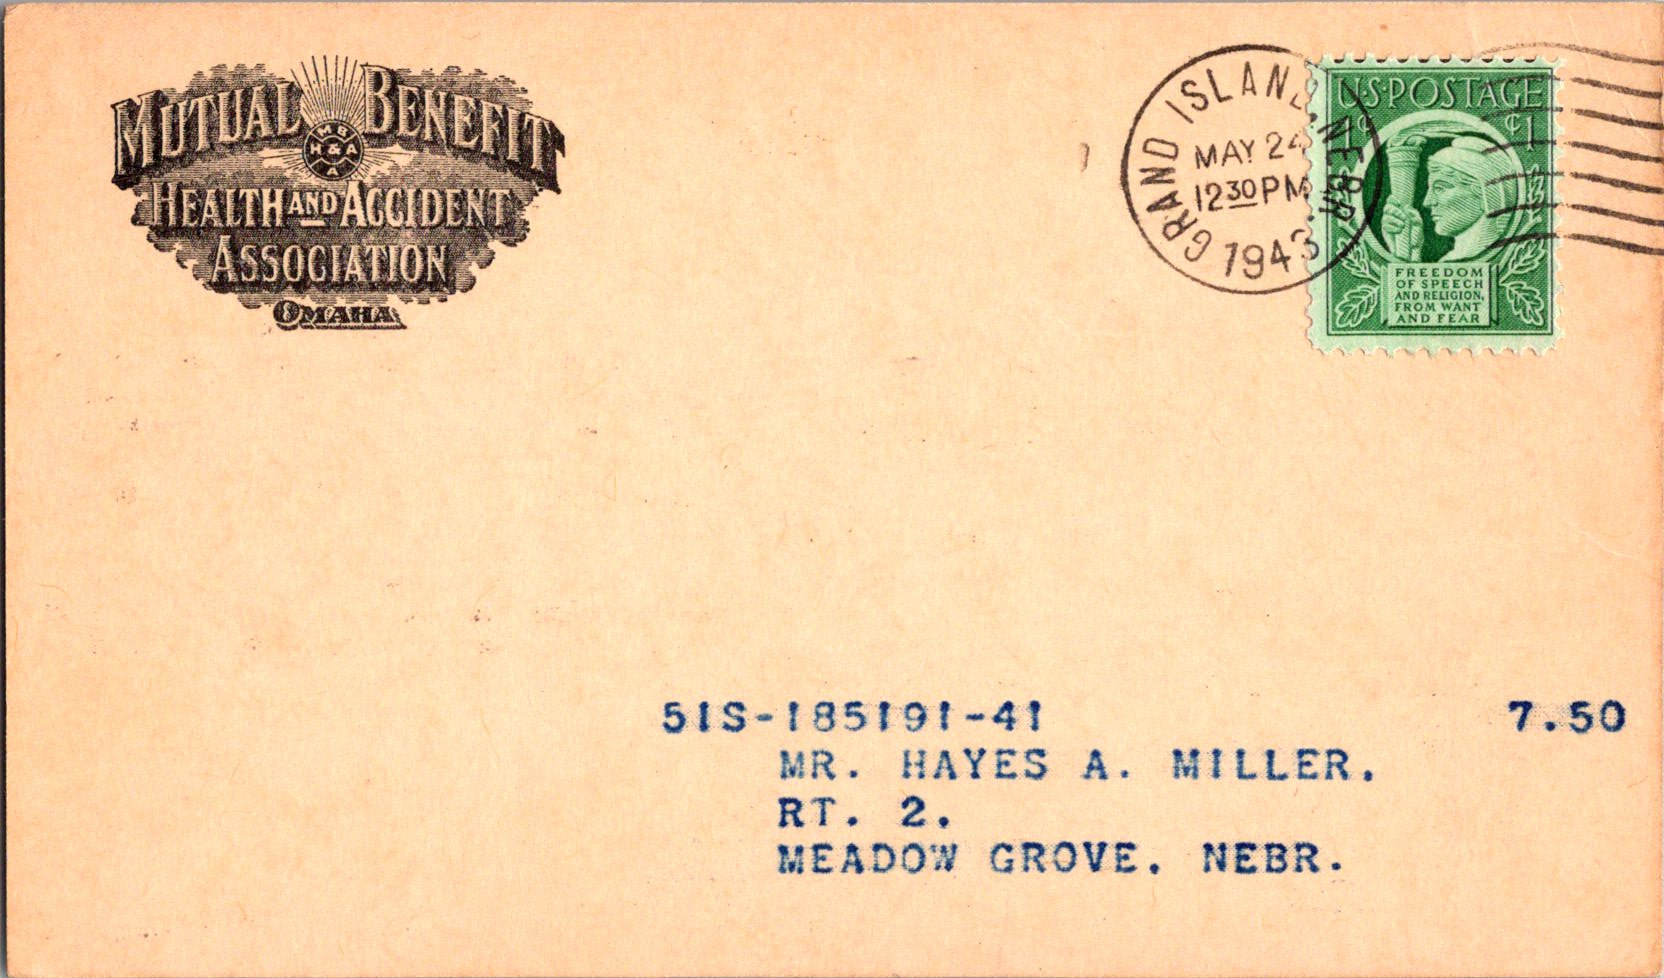 MUTUAL BENEFIT
M B
H & A
A
HEALTH AND ACCIDENT
ASSOCIATION
OMAHA
GRAND ISLAND, NEBR.
MAY 24
12 30 PM
1943
U·S·POSTAGE
1¢ ¢1
FREEDOM
OF SPEECH
AND RELIGION,
FROM WANT
AND FEAR
51S-185191-41 7.50
MR. HAYES A. MILLER.
RT. 2.
MEADOW GROVE, NEBR.